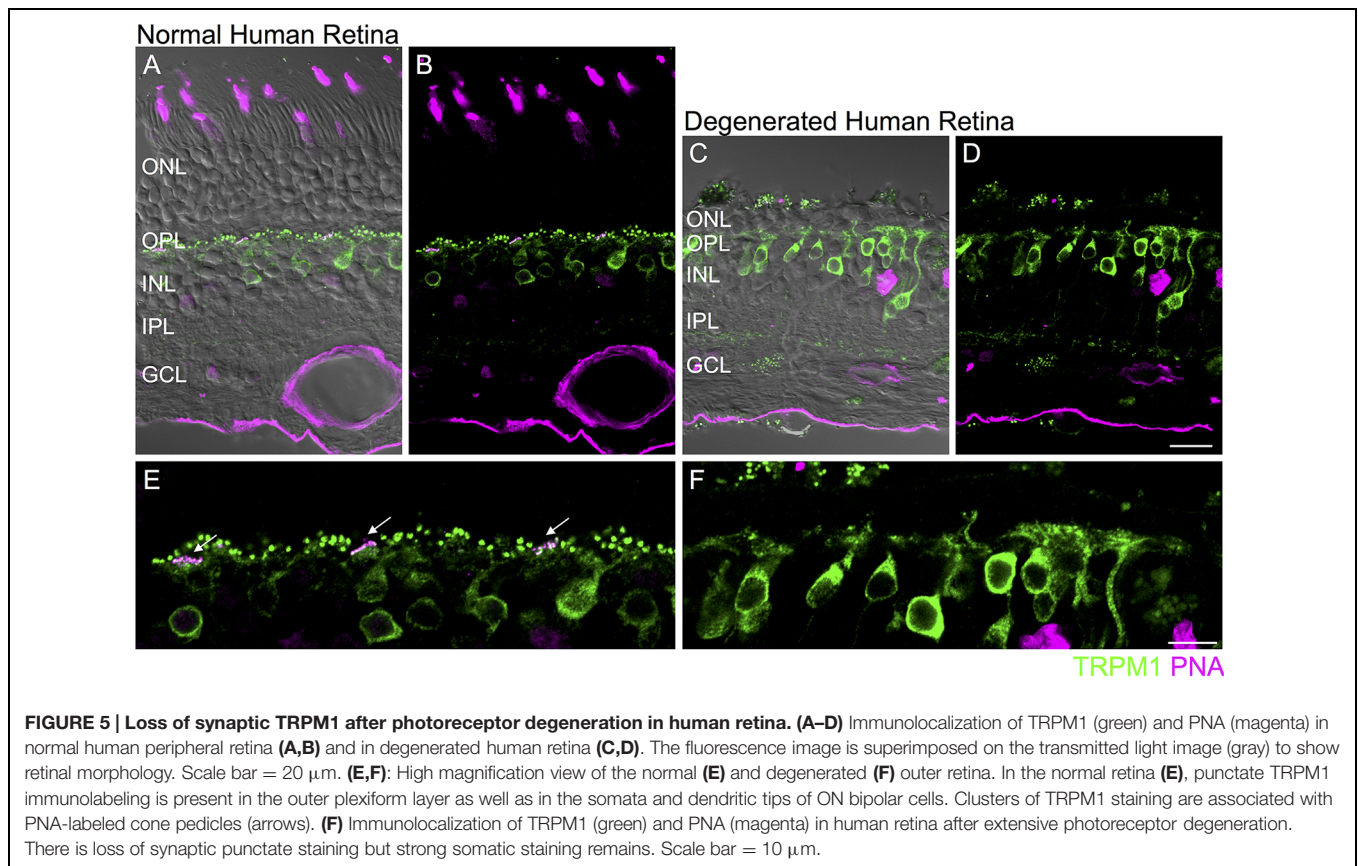 Normal Human Retina
A
B
ONL
OPL
INL
IPL
GCL
Degenerated Human Retina
C
D
ONL
OPL
INL
IPL
GCL
E
F
TRPM1 PNA
FIGURE 5 | Loss of synaptic TRPM1 after photoreceptor degeneration in human retina. (A–D) Immunolocalization of TRPM1 (green) and PNA (magenta) in
normal human peripheral retina (A,B) and in degenerated human retina (C,D). The fluorescence image is superimposed on the transmitted light image (gray) to show
retinal morphology. Scale bar = 20 μm. (E,F): High magnification view of the normal (E) and degenerated (F) outer retina. In the normal retina (E), punctate TRPM1
immunolabeling is present in the outer plexiform layer as well as in the somata and dendritic tips of ON bipolar cells. Clusters of TRPM1 staining are associated with
PNA-labeled cone pedicles (arrows). (F) Immunolocalization of TRPM1 (green) and PNA (magenta) in human retina after extensive photoreceptor degeneration.
There is loss of synaptic punctate staining but strong somatic staining remains. Scale bar = 10 μm.